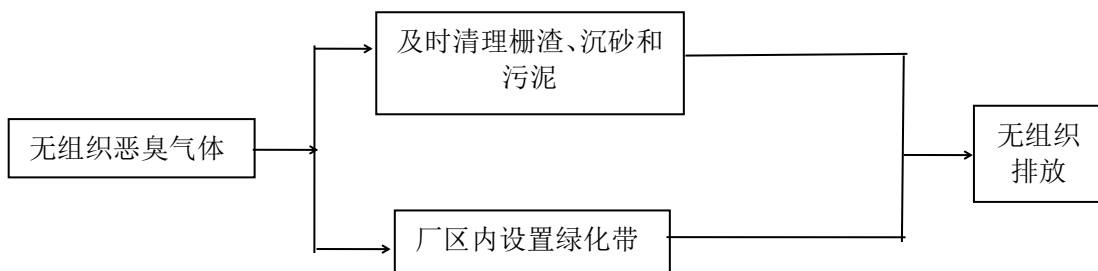 及时清理栅渣、沉砂和
污泥
无组织恶臭气体
无组织
排放
厂区内设置绿化带